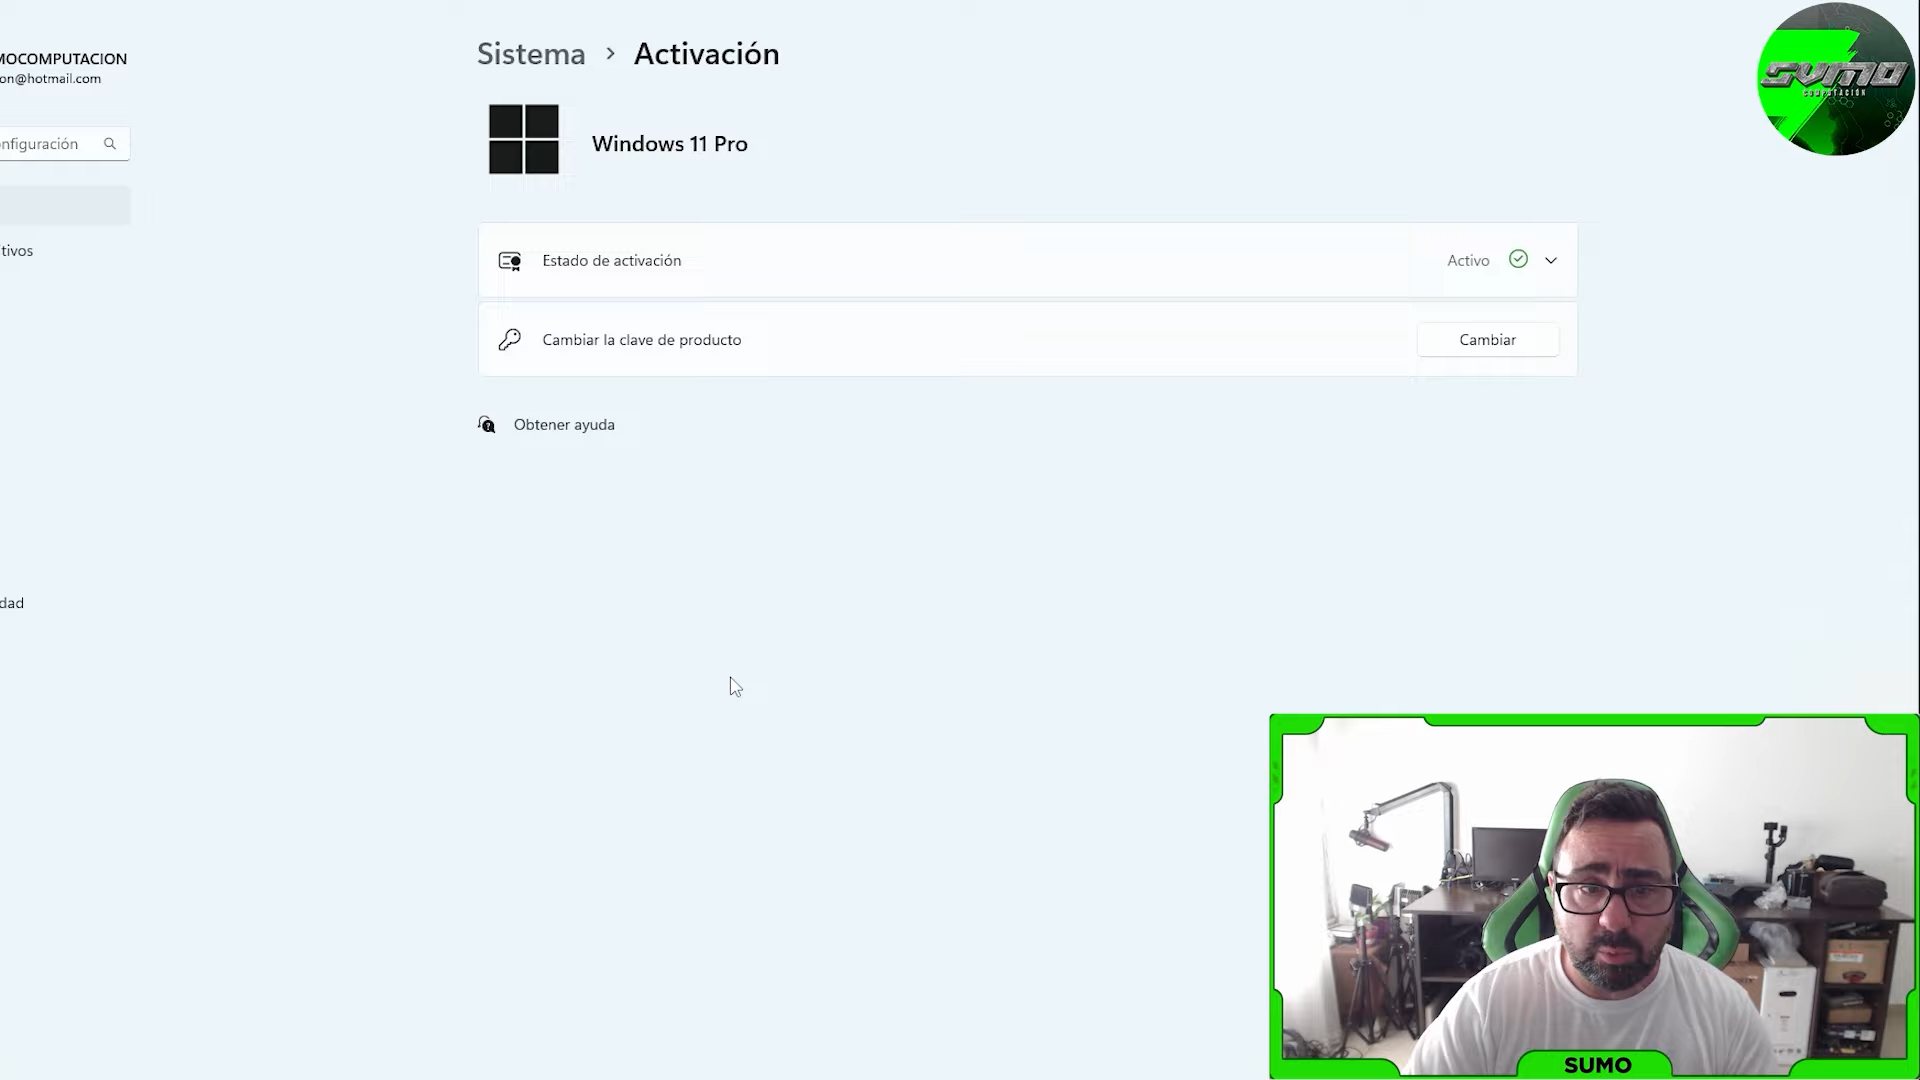 MOCOMPUTACION
on@hotmail.com
nfiguración
tivos
dad
Sistema > Activación
Windows 11 Pro
Estado de activación
Activo
Cambiar la clave de producto
Cambiar
Obtener ayuda
SUMO
COMPUTACIÓN
SUMO